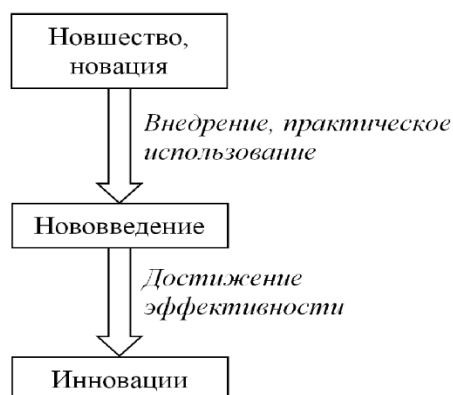 Новшество,
новация
Внедрение, практическое
использование
Нововведение
Достижение
эффективности
Инновации